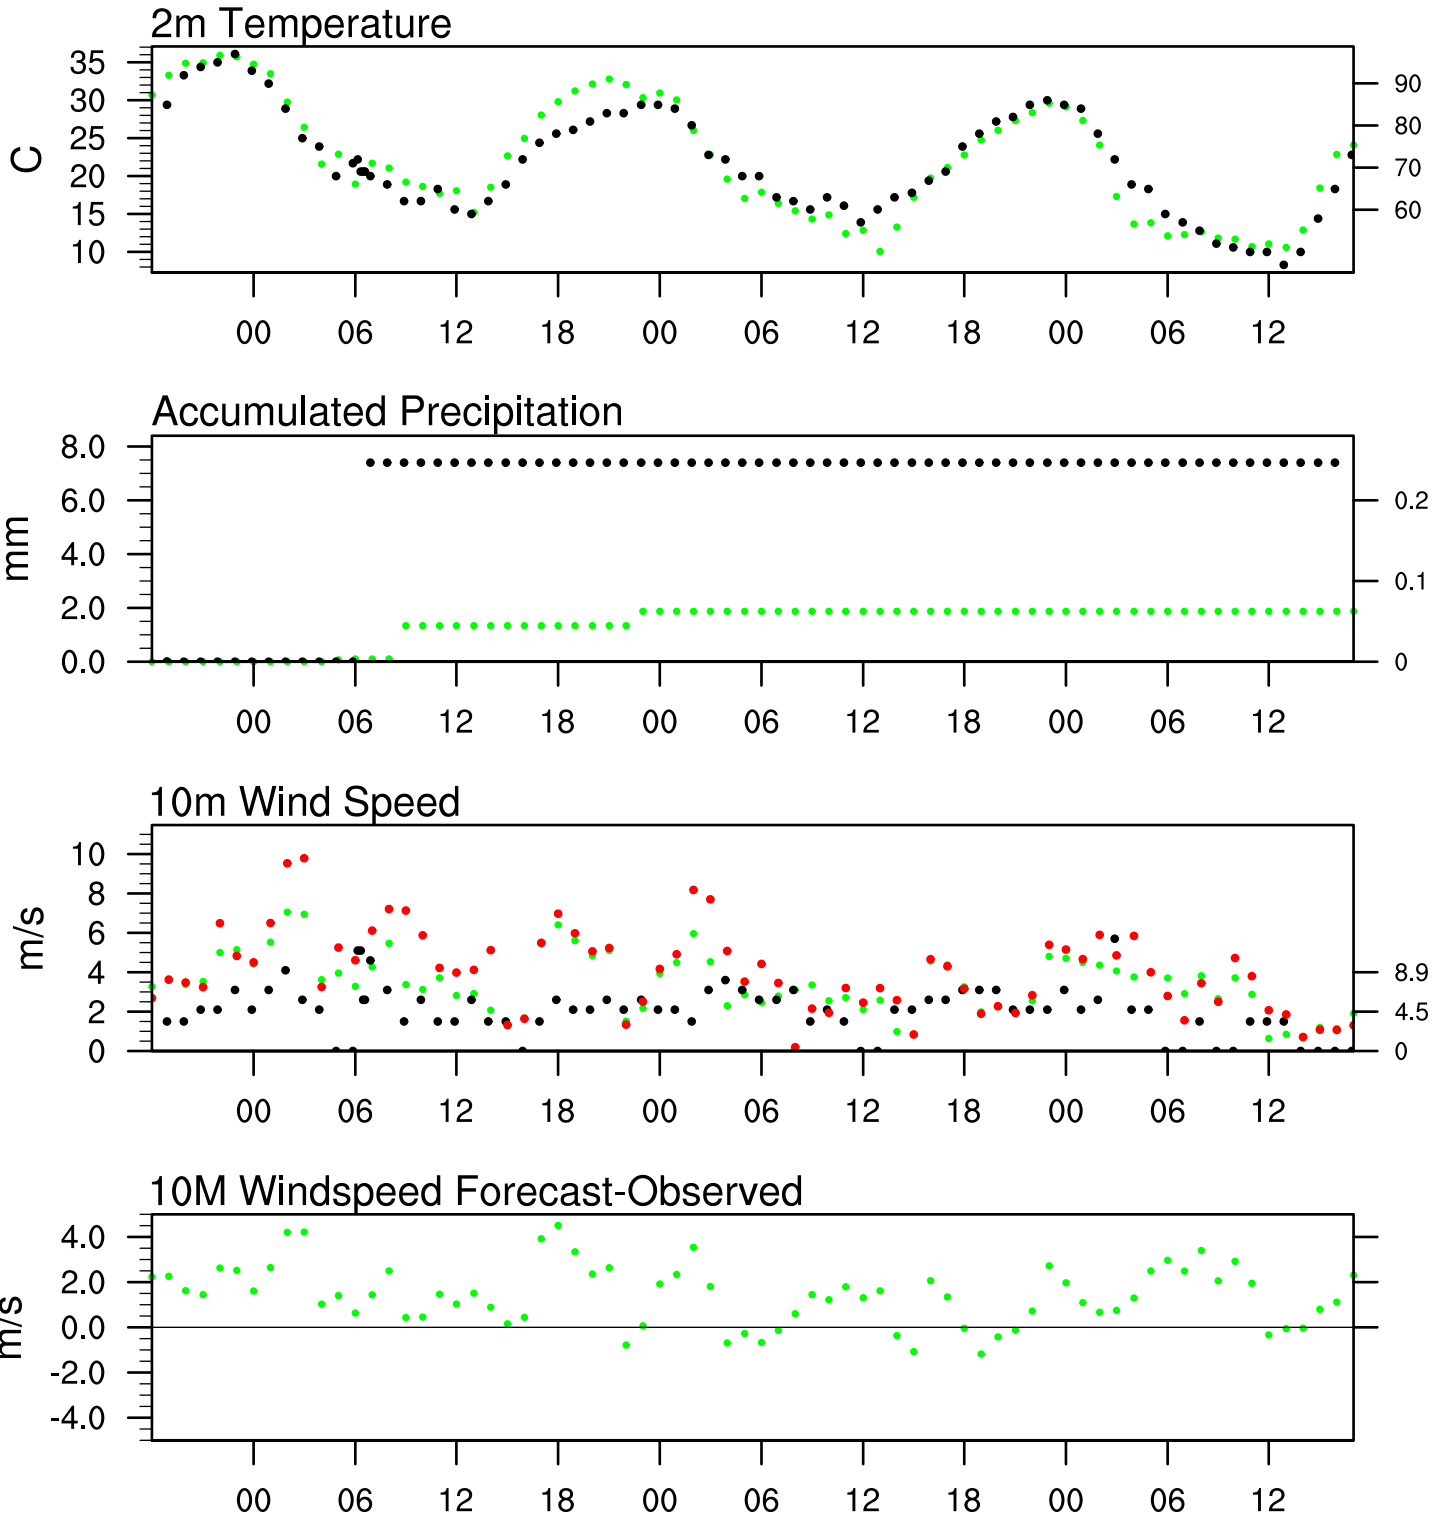 2m Temperature
35
30
25
20
15
10
C
90
80
70
60
00 06 12 18 00 06 12 18 00 06 12
Accumulated Precipitation
8.0
6.0
4.0
2.0
0.0
mm
0.2
0.1
0
00 06 12 18 00 06 12 18 00 06 12
10m Wind Speed
10
8
6
4
2
0
m/s
8.9
4.5
0
00 06 12 18 00 06 12 18 00 06 12
10M Windspeed Forecast-Observed
4.0
2.0
0.0
-2.0
-4.0
m/s
00 06 12 18 00 06 12 18 00 06 12